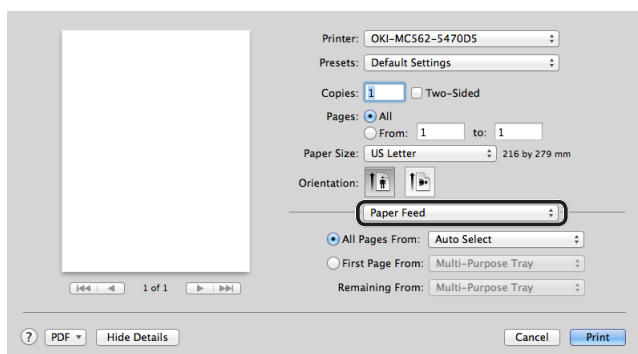 Printer: OKI-MC562-5470D5
Presets: Default Settings
Copies: 1 Two-Sided
Pages: All
From: 1 to: 1
Paper Size: US Letter 216 by 279 mm
Orientation:
Paper Feed
All Pages From: Auto Select
First Page From: Multi-Purpose Tray
Remaining From: Multi-Purpose Tray
1 of 1
? PDF Hide Details Cancel Print